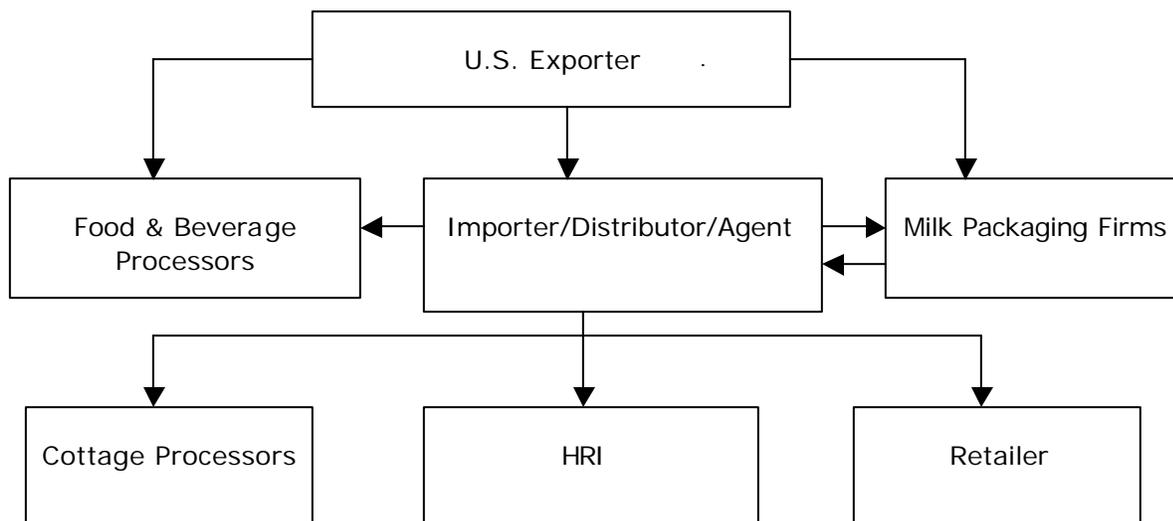 U.S. Exporter .
Food & Beverage
Processors
Importer/Distributor/Agent
Milk Packaging Firms
Cottage Processors
HRI
Retailer